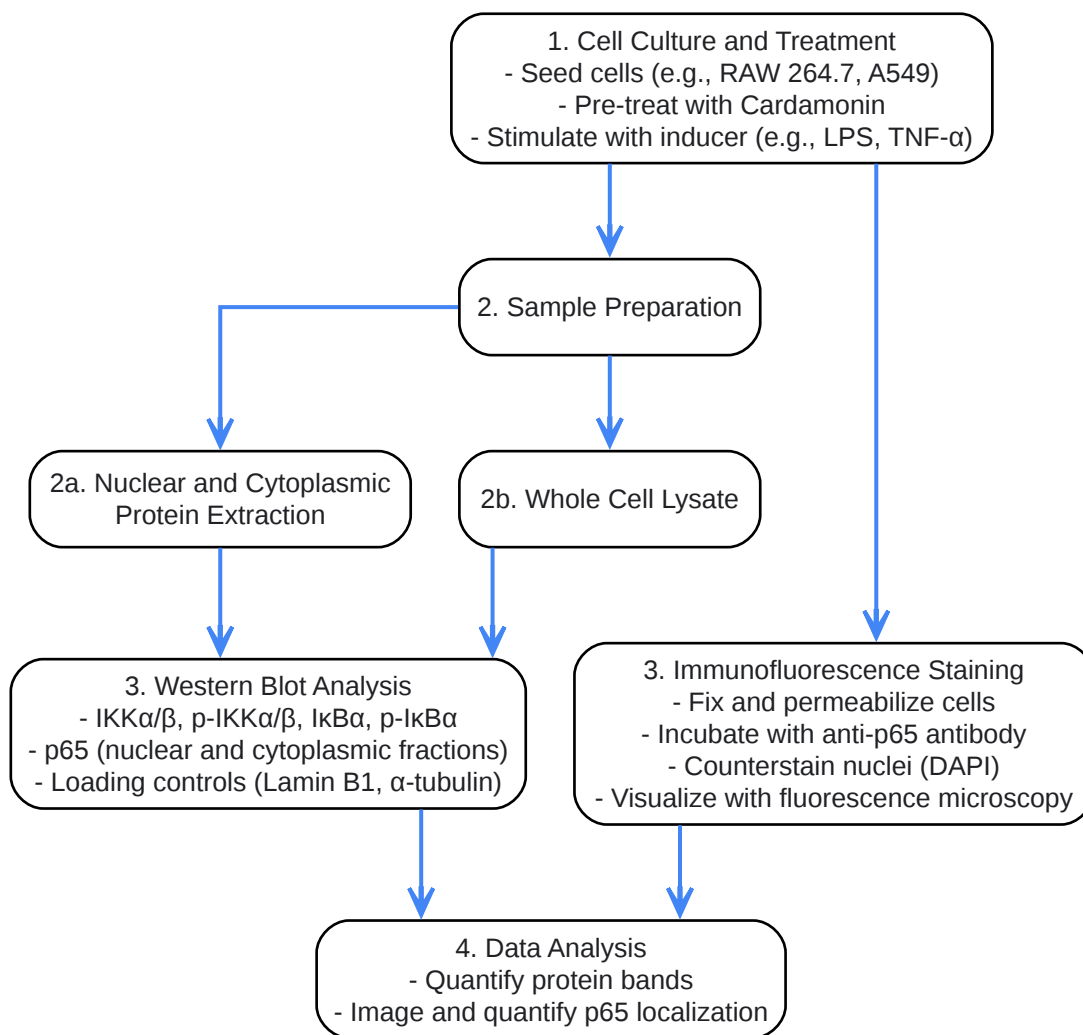 1. Cell Culture and Treatment
- Seed cells (e.g., RAW 264.7, A549)
- Pre-treat with Cardamonin
- Stimulate with inducer (e.g., LPS, TNF-α)
2. Sample Preparation
2a. Nuclear and Cytoplasmic
Protein Extraction
2b. Whole Cell Lysate
3. Western Blot Analysis
- IKKα/β, p-IKKα/β, IκBα, p-IκBα
- p65 (nuclear and cytoplasmic fractions)
- Loading controls (Lamin B1, α-tubulin)
3. Immunofluorescence Staining
- Fix and permeabilize cells
- Incubate with anti-p65 antibody
- Counterstain nuclei (DAPI)
- Visualize with fluorescence microscopy
4. Data Analysis
- Quantify protein bands
- Image and quantify p65 localization